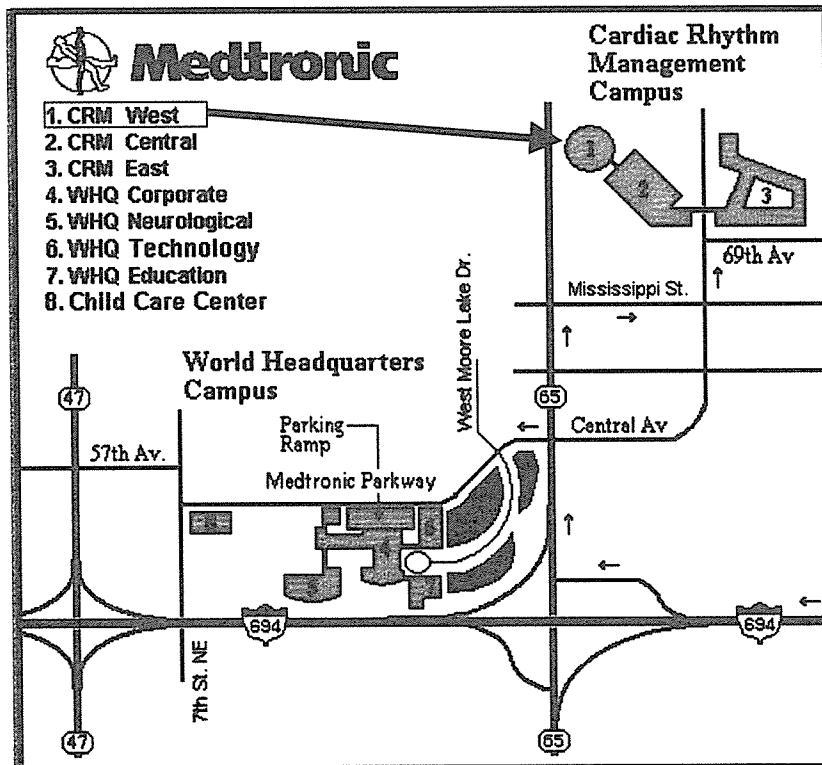 Medtronic
Cardiac Rhythm
Management
Campus
1. CRM West
2. CRM Central
3. CRM East
4. WHQ Corporate
5. WHQ Neurological
6. WHQ Technology
7. WHQ Education
8. Child Care Center
1
2
3
69th Av
Mississippi St.
West Moore Lake Dr.
World Headquarters
Campus
47
65
Parking
Ramp
Central Av
57th Av.
Medtronic Parkway
4
694
694
7th St. NE
47
65